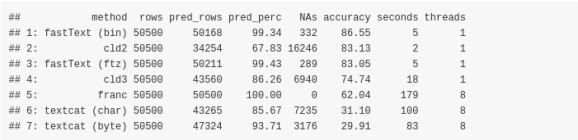 ##             method  rows pred_rows pred_perc   NAs accuracy seconds threads
## 1: fastText (bin) 50500     50168     99.34   332    86.55       5       1
## 2:           cld2 50500     34254     67.83 16246    83.13       2       1
## 3: fastText (ftz) 50500     50211     99.43   289    83.05       5       1
## 4:           cld3 50500     43560     86.26  6940    74.74      18       1
## 5:          franc 50500     50500    100.00     0    62.04     179       8
## 6: textcat (char) 50500     43265     85.67  7235    31.10     100       8
## 7: textcat (byte) 50500     47324     93.71  3176    29.91      83       8